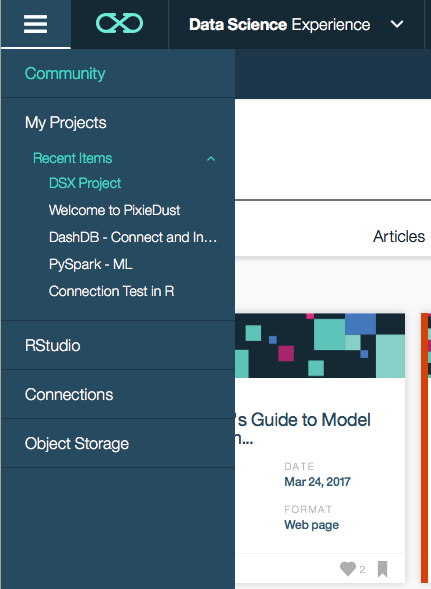 Data Science Experience
Community
My Projects
Recent Items
DSX Project
Welcome to PixieDust
DashDB - Connect and In...
PySpark - ML
Connection Test in R
RStudio
Connections
Object Storage
Articles
's Guide to Model
n...
DATE
Mar 24, 2017
FORMAT
Web page
2